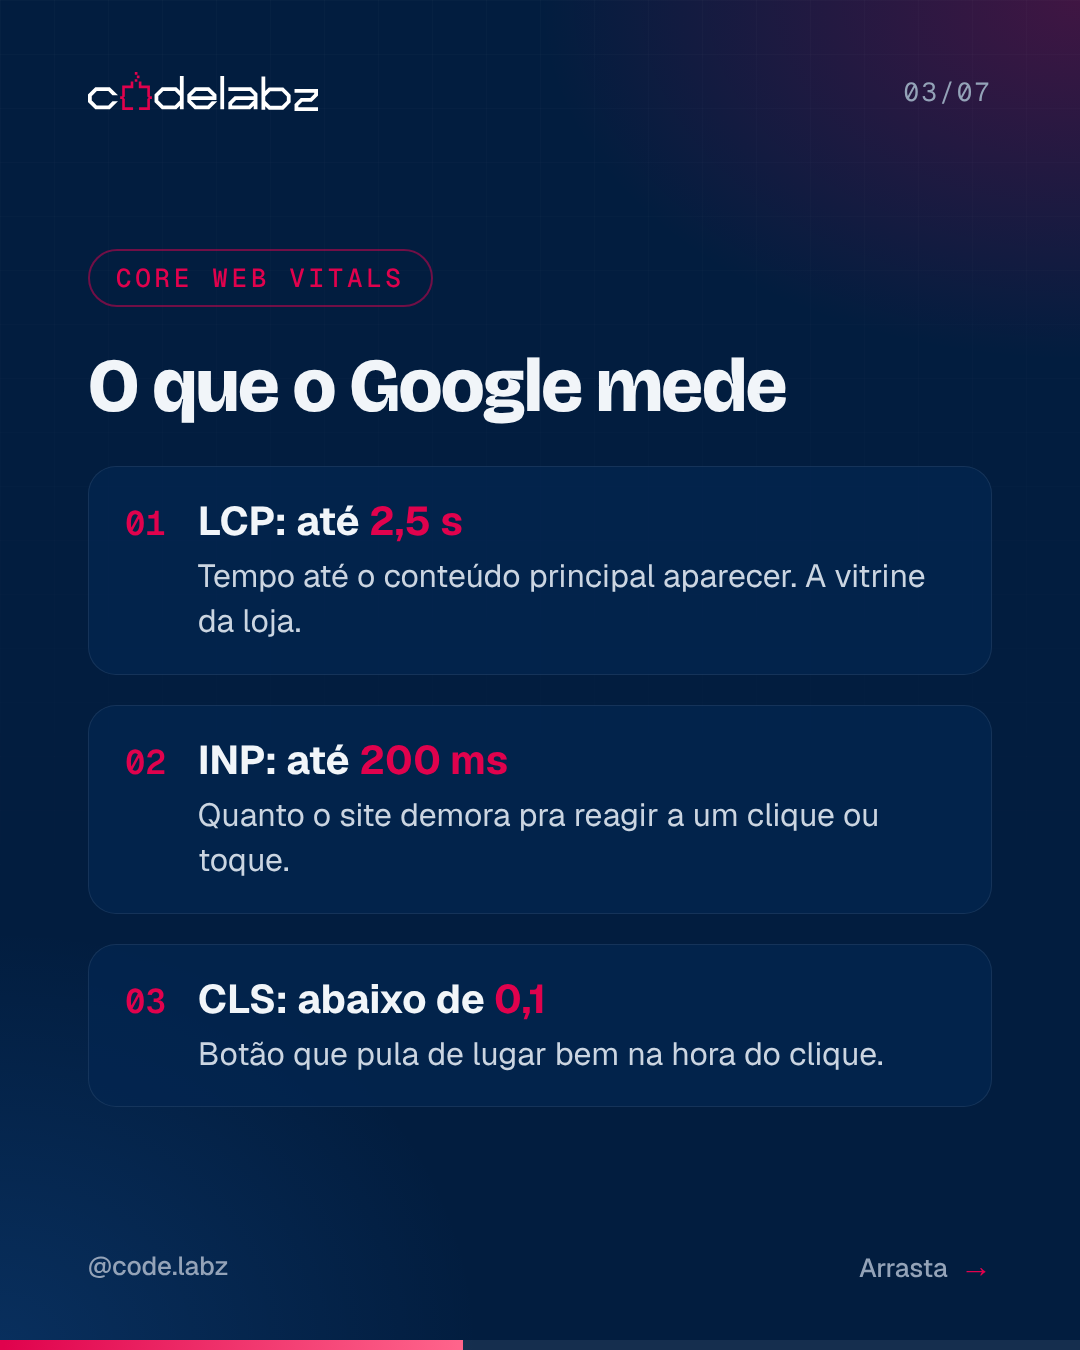 codelabz
03/07
CORE WEB VITALS
O que o Google mede
01 LCP: até 2,5 s
Tempo até o conteúdo principal aparecer. A vitrine
da loja.
02 INP: até 200 ms
Quanto o site demora pra reagir a um clique ou
toque.
03 CLS: abaixo de 0,1
Botão que pula de lugar bem na hora do clique.
@code.labz
Arrasta →